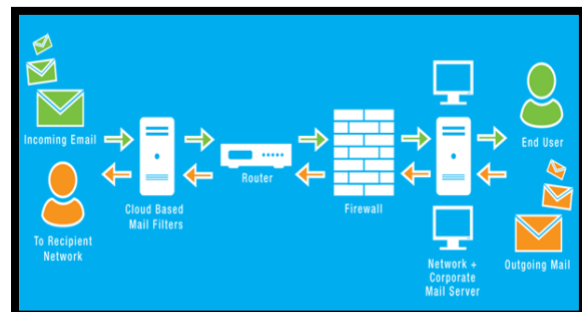 Incoming Email
To Recipient
Network
Cloud Based
Mail Filters
Router
Firewall
Network +
Corporate
Mail Server
End User
Outgoing Mail